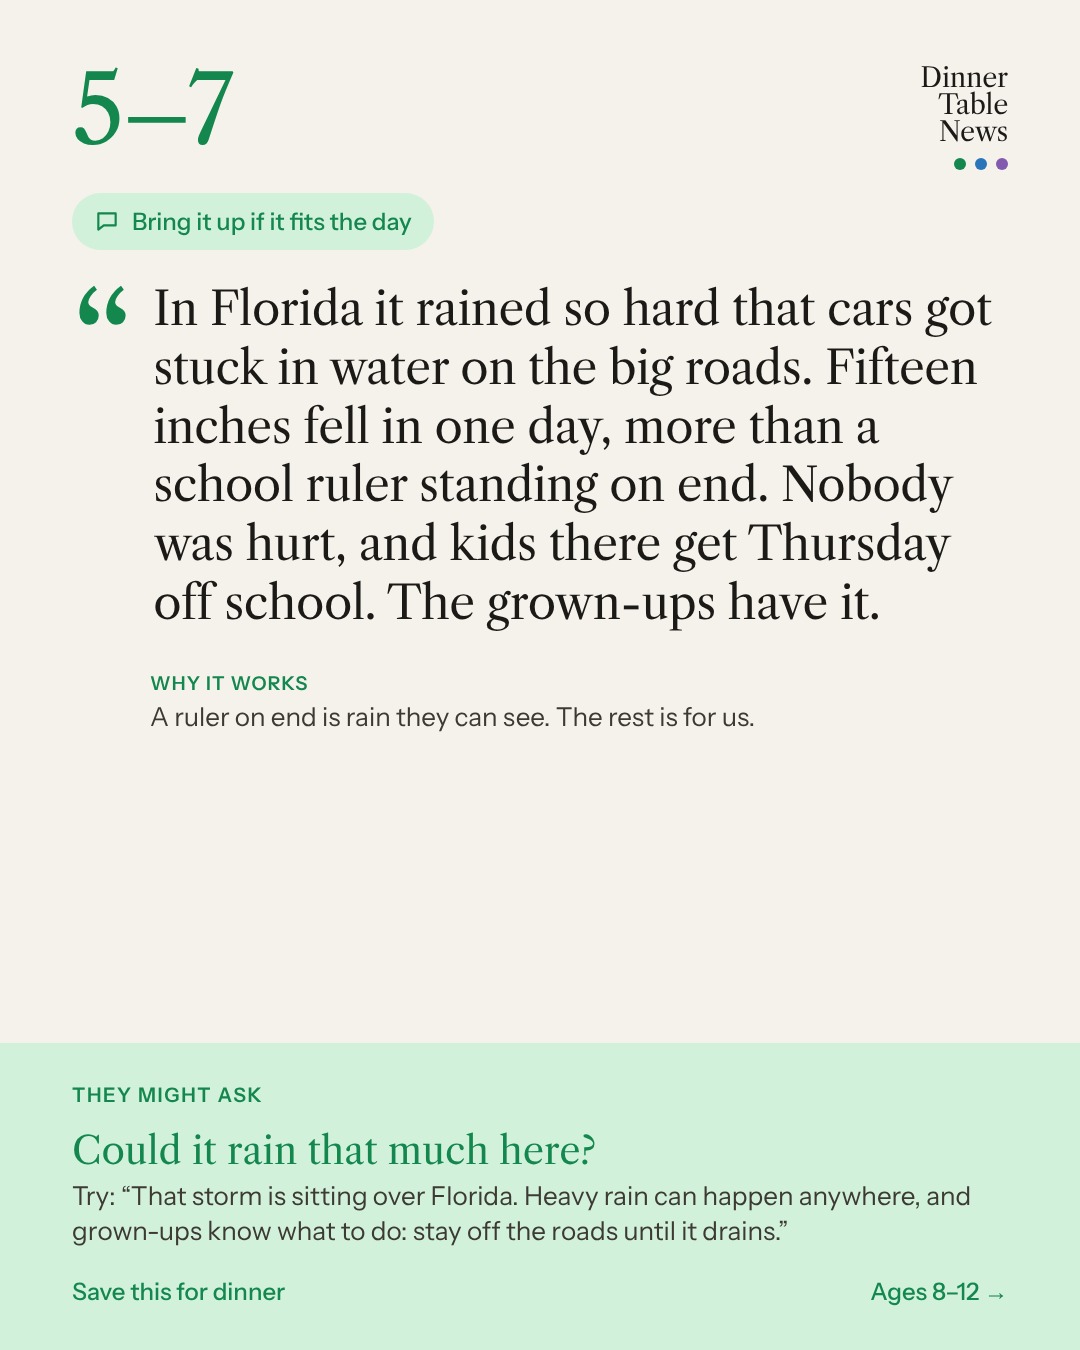 5–7
Dinner
Table
News
Bring it up if it fits the day
“In Florida it rained so hard that cars got
stuck in water on the big roads. Fifteen
inches fell in one day, more than a
school ruler standing on end. Nobody
was hurt, and kids there get Thursday
off school. The grown-ups have it.
WHY IT WORKS
A ruler on end is rain they can see. The rest is for us.
THEY MIGHT ASK
Could it rain that much here?
Try: “That storm is sitting over Florida. Heavy rain can happen anywhere, and
grown-ups know what to do: stay off the roads until it drains.”
Save this for dinner
Ages 8–12 →